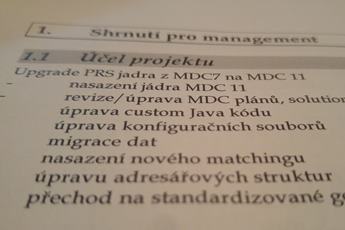 1. Shrnutí pro management
1.1 Účel projektu
Upgrade PRS jadra z MDC7 na MDC 11
nasazení jádra MDC 11
revize/úprava MDC plánů, solution
úprava custom Java kódu
úprava konfiguračních souborů
migrace dat
nasazení nového matchingu
úpravu adresářových struktur
přechod na standardizované